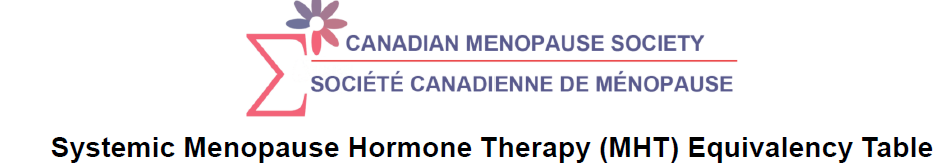 CANADIAN MENOPAUSE SOCIETY
SOCIÉTÉ CANADIENNE DE MÉNOPAUSE
Systemic Menopause Hormone Therapy (MHT) Equivalency Table